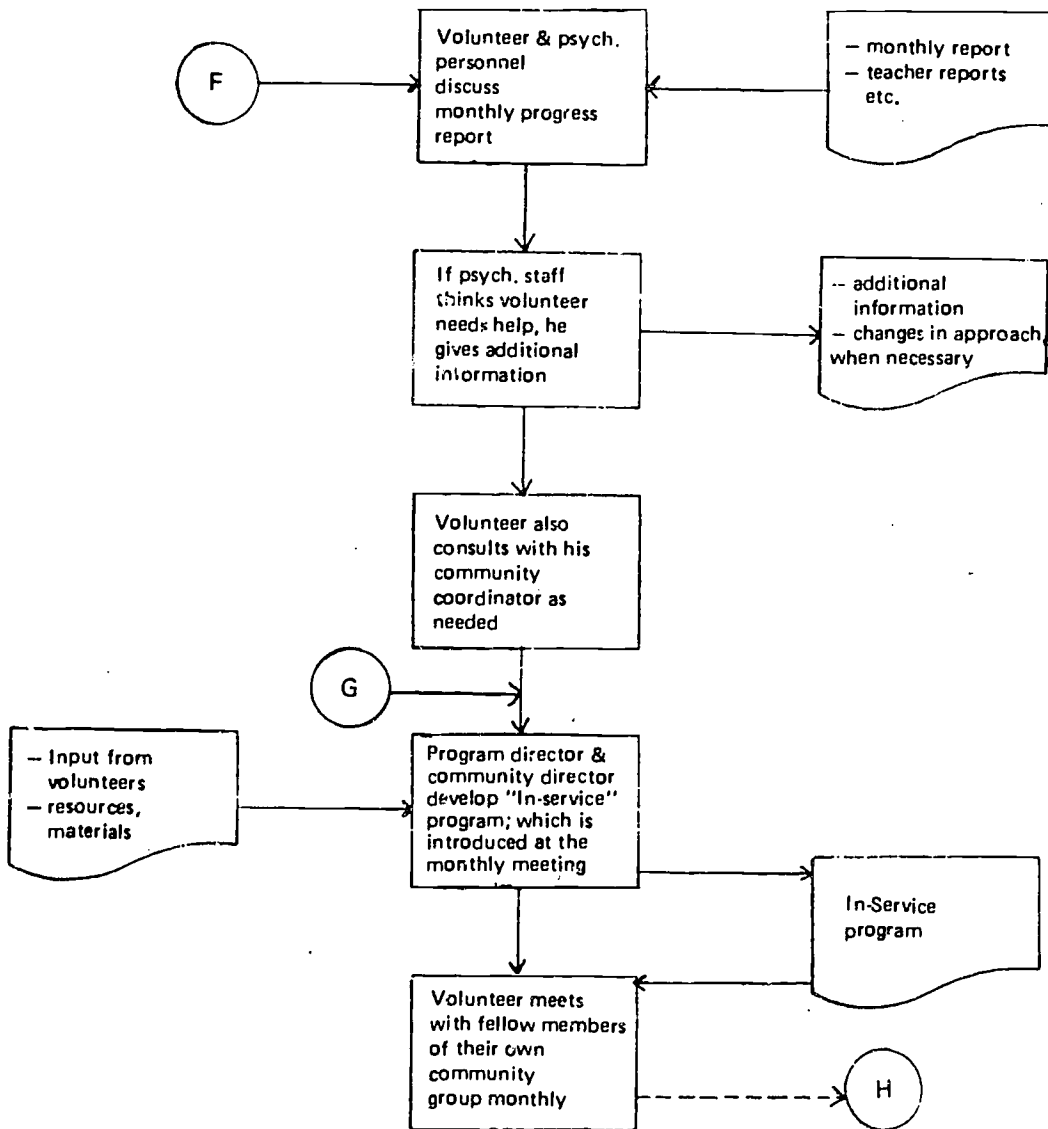 F
Volunteer & psych.
personnel
discuss
monthly progress
report
– monthly report
– teacher reports
etc.
If psych. staff
thinks volunteer
needs help, he
gives additional
information
– additional
information
– changes in approach
when necessary
Volunteer also
consults with his
community
coordinator as
needed
G
– Input from
volunteers
– resources,
materials
Program director &
community director
develop "In-service"
program; which is
introduced at the
monthly meeting
In-Service
program
Volunteer meets
with fellow members
of their own
community
group monthly
H